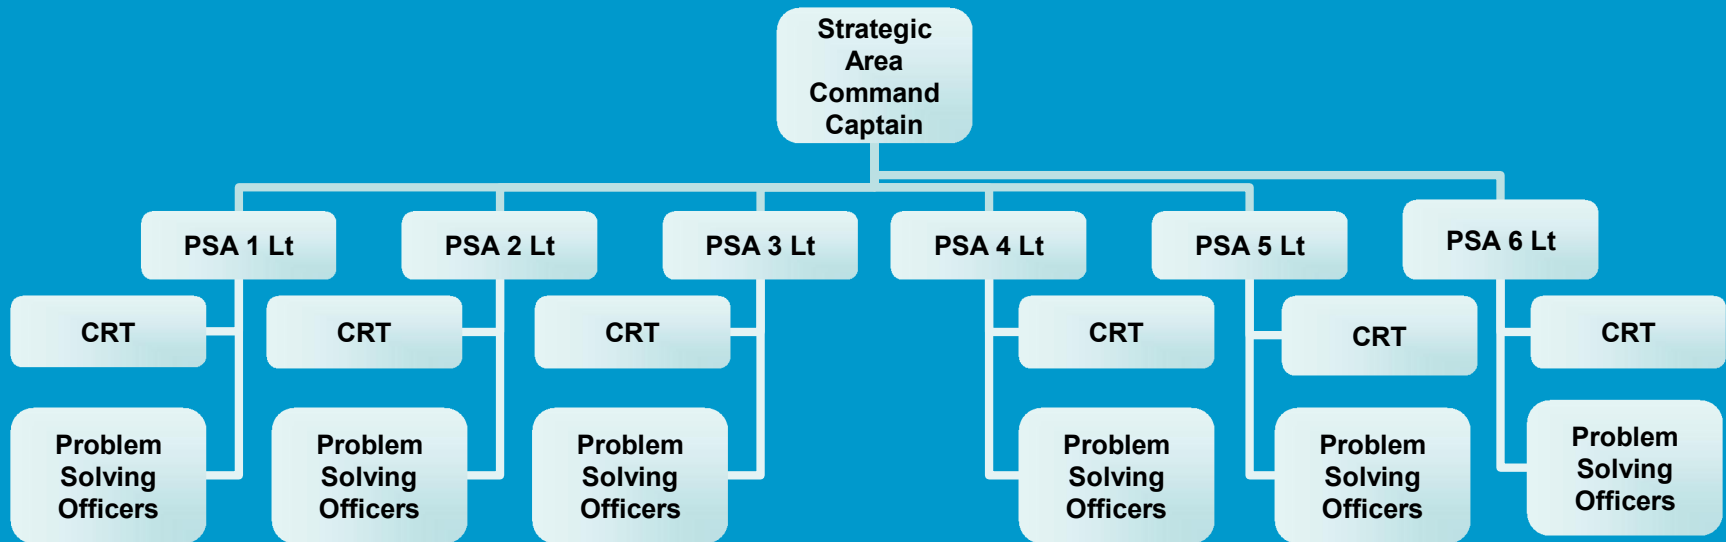 Strategic
Area
Command
Captain
PSA 1 Lt
PSA 2 Lt
PSA 3 Lt
PSA 4 Lt
PSA 5 Lt
PSA 6 Lt
CRT
CRT
CRT
CRT
CRT
CRT
Problem
Solving
Officers
Problem
Solving
Officers
Problem
Solving
Officers
Problem
Solving
Officers
Problem
Solving
Officers
Problem
Solving
Officers